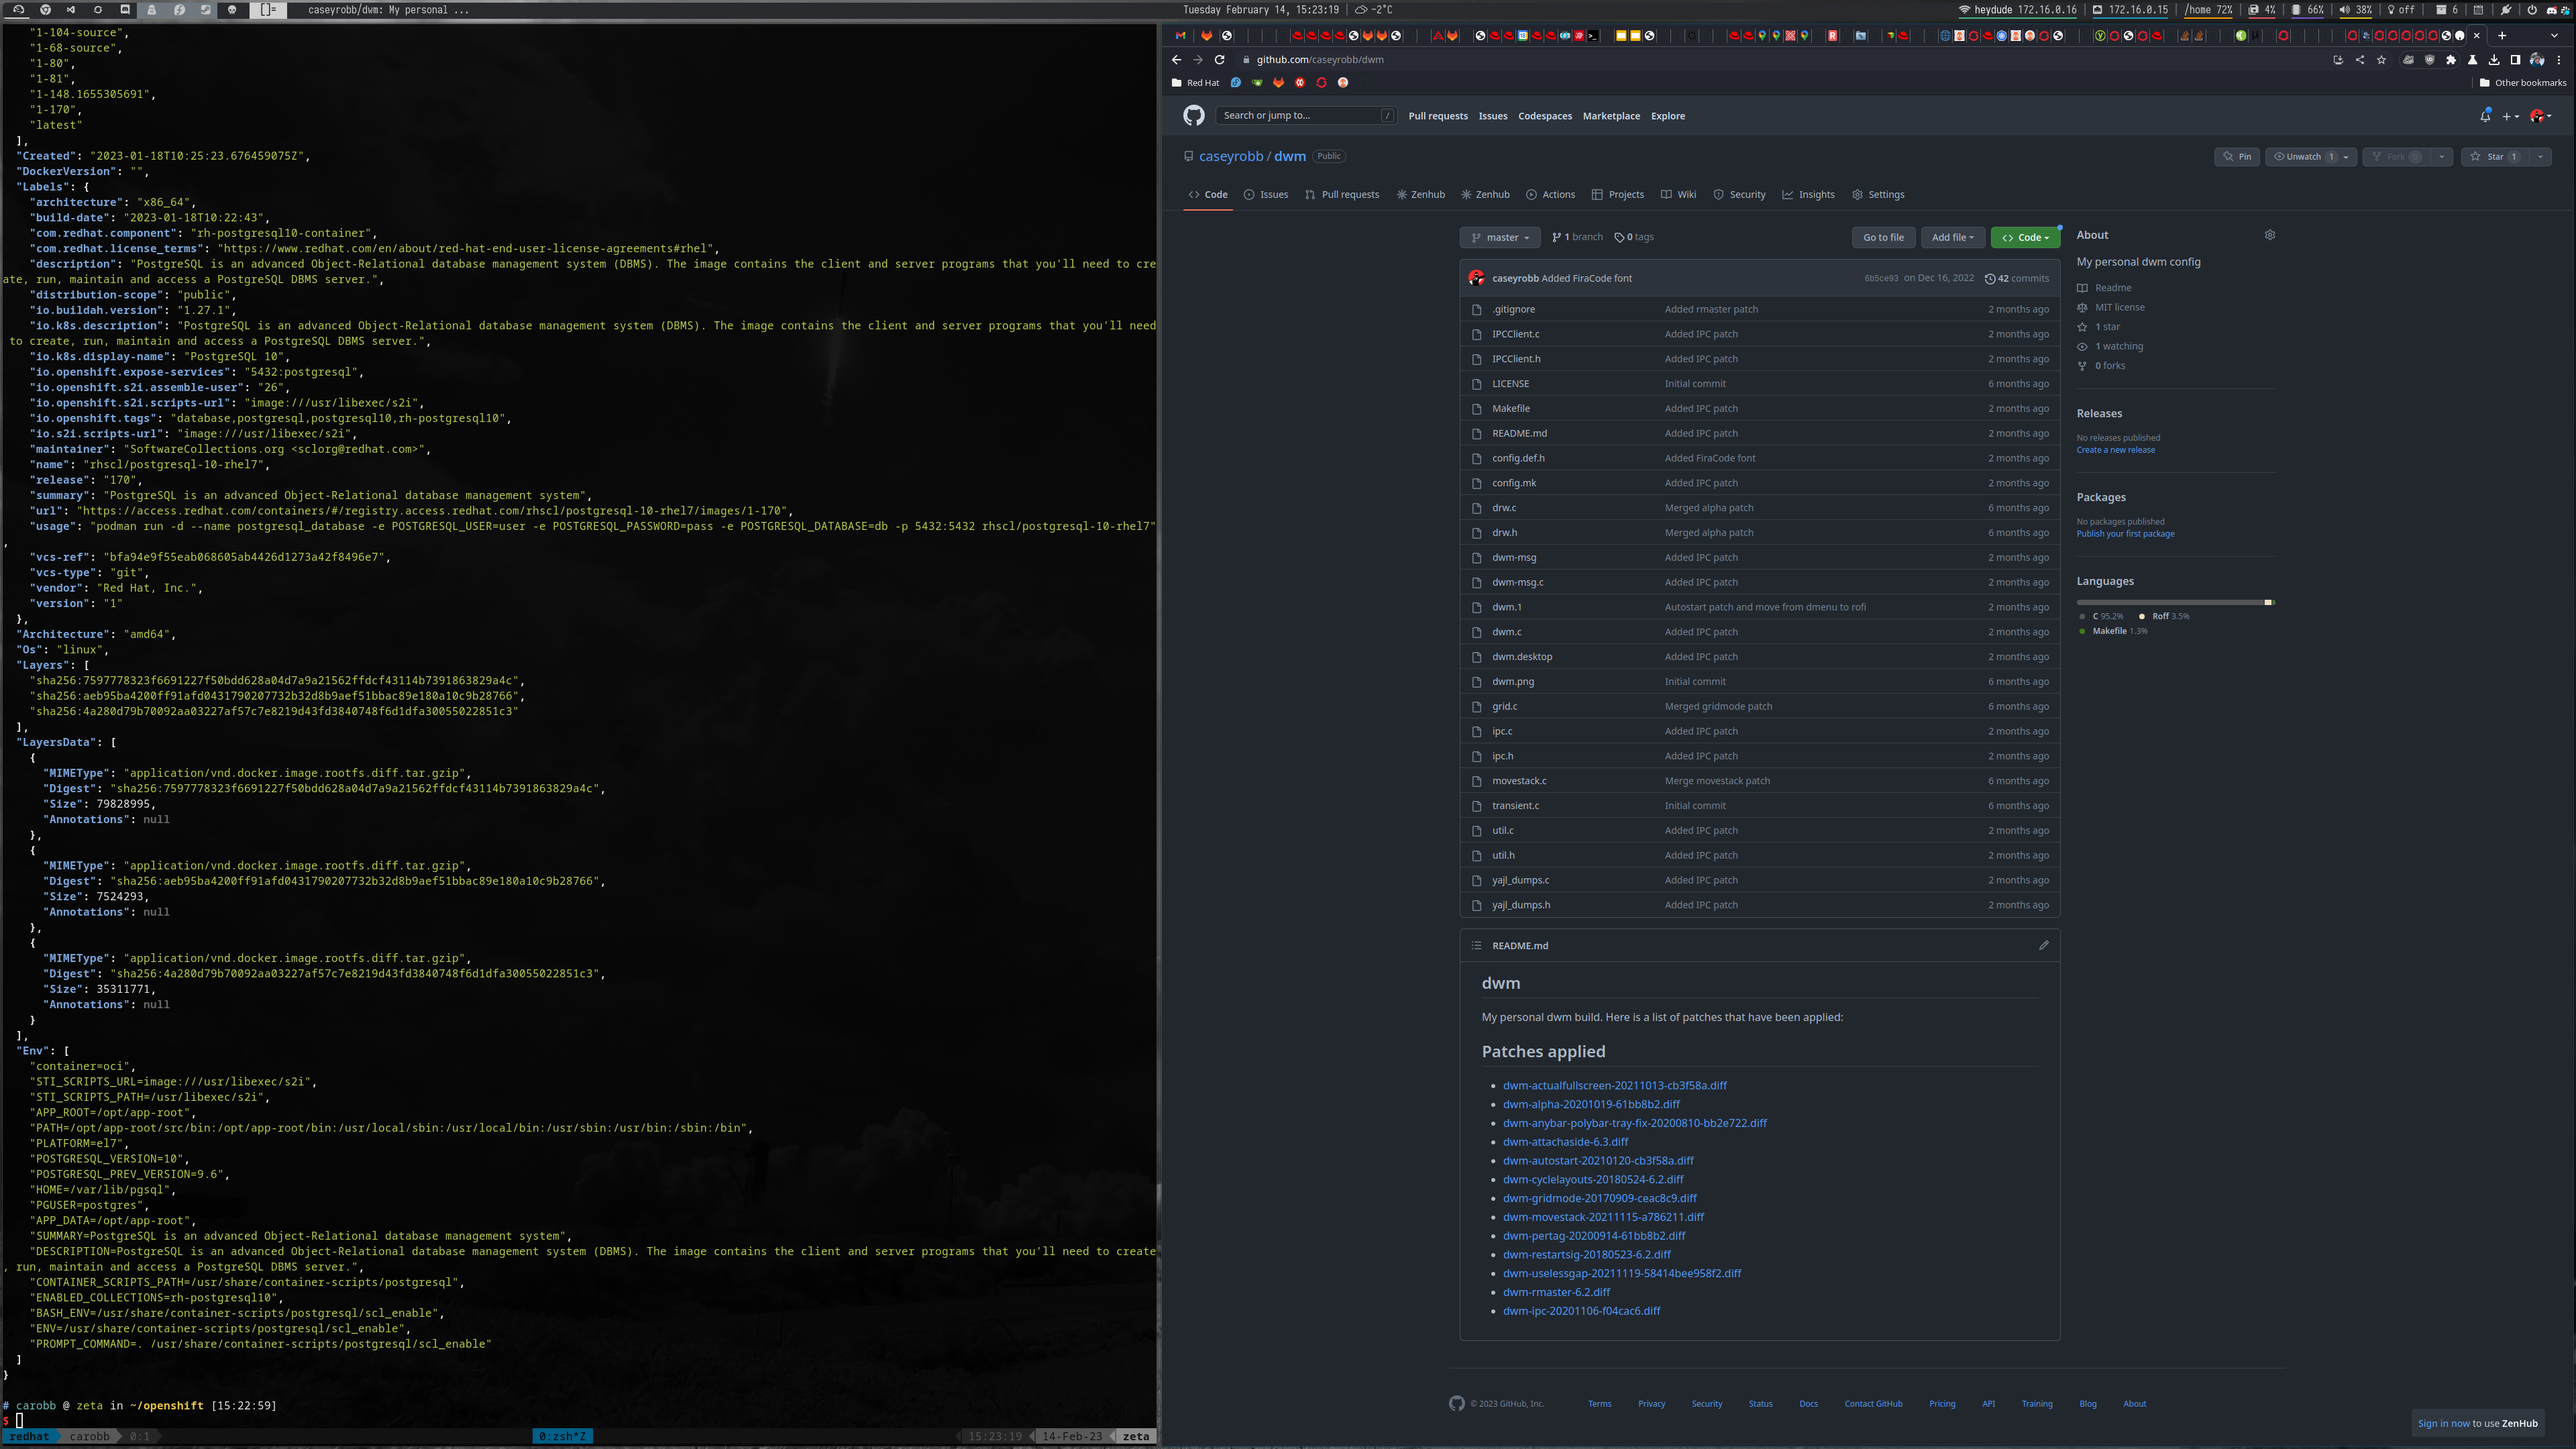 []=
caseyrobb/dwm: My personal ...
Tuesday February 14, 15:23:19
-2°C
heydude 172.16.0.16
172.16.0.15
/home 72%
4%
66%
38%
off
6
"1-104-source",
"1-68-source",
"1-80",
"1-81",
"1-148.1655305691",
"1-170",
"latest"
],
"Created": "2023-01-18T10:25:23.676459075Z",
"DockerVersion": "",
"Labels": {
"architecture": "x86_64",
"build-date": "2023-01-18T10:22:43",
"com.redhat.component": "rh-postgresql10-container",
"com.redhat.license_terms": "https://www.redhat.com/en/about/red-hat-end-user-license-agreements#rhel",
"description": "PostgreSQL is an advanced Object-Relational database management system (DBMS). The image contains the client and server programs that you'll need to cre
ate, run, maintain and access a PostgreSQL DBMS server.",
"distribution-scope": "public",
"io.buildah.version": "1.27.1",
"io.k8s.description": "PostgreSQL is an advanced Object-Relational database management system (DBMS). The image contains the client and server programs that you'll need
to create, run, maintain and access a PostgreSQL DBMS server.",
"io.k8s.display-name": "PostgreSQL 10",
"io.openshift.expose-services": "5432:postgresql",
"io.openshift.s2i.assemble-user": "26",
"io.openshift.s2i.scripts-url": "image:///usr/libexec/s2i",
"io.openshift.tags": "database,postgresql,postgresql10,rh-postgresql10",
"io.s2i.scripts-url": "image:///usr/libexec/s2i",
"maintainer": "SoftwareCollections.org <sclorg@redhat.com>",
"name": "rhscl/postgresql-10-rhel7",
"release": "170",
"summary": "PostgreSQL is an advanced Object-Relational database management system",
"url": "https://access.redhat.com/containers/#/registry.access.redhat.com/rhscl/postgresql-10-rhel7/images/1-170",
"usage": "podman run -d --name postgresql_database -e POSTGRESQL_USER=user -e POSTGRESQL_PASSWORD=pass -e POSTGRESQL_DATABASE=db -p 5432:5432 rhscl/postgresql-10-rhel7"
,
"vcs-ref": "bfa94e9f55eab068605ab4426d1273a42f8496e7",
"vcs-type": "git",
"vendor": "Red Hat, Inc.",
"version": "1"
},
"Architecture": "amd64",
"Os": "linux",
"Layers": [
"sha256:7597778323f6691227f50bdd628a04d7a9a21562ffdcf43114b7391863829a4c",
"sha256:aeb95ba4200ff91afd0431790207732b32d8b9aef51bbac89e180a10c9b28766",
"sha256:4a280d79b70092aa03227af57c7e8219d43fd3840748f6d1dfa30055022851c3"
],
"LayersData": [
{
"MIMEType": "application/vnd.docker.image.rootfs.diff.tar.gzip",
"Digest": "sha256:7597778323f6691227f50bdd628a04d7a9a21562ffdcf43114b7391863829a4c",
"Size": 79828995,
"Annotations": null
},
{
"MIMEType": "application/vnd.docker.image.rootfs.diff.tar.gzip",
"Digest": "sha256:aeb95ba4200ff91afd0431790207732b32d8b9aef51bbac89e180a10c9b28766",
"Size": 7524293,
"Annotations": null
},
{
"MIMEType": "application/vnd.docker.image.rootfs.diff.tar.gzip",
"Digest": "sha256:4a280d79b70092aa03227af57c7e8219d43fd3840748f6d1dfa30055022851c3",
"Size": 35311771,
"Annotations": null
}
],
"Env": [
"container=oci",
"STI_SCRIPTS_URL=image:///usr/libexec/s2i",
"STI_SCRIPTS_PATH=/usr/libexec/s2i",
"APP_ROOT=/opt/app-root",
"PATH=/opt/app-root/src/bin:/opt/app-root/bin:/usr/local/sbin:/usr/local/bin:/usr/sbin:/usr/bin:/sbin:/bin",
"PLATFORM=el7",
"POSTGRESQL_VERSION=10",
"POSTGRESQL_PREV_VERSION=9.6",
"HOME=/var/lib/pgsql",
"PGUSER=postgres",
"APP_DATA=/opt/app-root",
"SUMMARY=PostgreSQL is an advanced Object-Relational database management system",
"DESCRIPTION=PostgreSQL is an advanced Object-Relational database management system (DBMS). The image contains the client and server programs that you'll need to create
, run, maintain and access a PostgreSQL DBMS server.",
"CONTAINER_SCRIPTS_PATH=/usr/share/container-scripts/postgresql",
"ENABLED_COLLECTIONS=rh-postgresql10",
"BASH_ENV=/usr/share/container-scripts/postgresql/scl_enable",
"ENV=/usr/share/container-scripts/postgresql/scl_enable",
"PROMPT_COMMAND=. /usr/share/container-scripts/postgresql/scl_enable"
]
}
# carobb @ zeta in ~/openshift [15:22:59]
$
redhat carobb 0:1 0:zsh*Z 15:23:19 14-Feb-23 zeta
github.com/caseyrobb/dwm
Red Hat
Other bookmarks
Search or jump to... /
Pull requests Issues Codespaces Marketplace Explore
caseyrobb / dwm Public
Pin Unwatch 1 Fork 0 Star 1
Code Issues Pull requests Zenhub Zenhub Actions Projects Wiki Security Insights Settings
master 1 branch 0 tags Go to file Add file Code
caseyrobb Added FiraCode font 6b5ce93 on Dec 16, 2022 42 commits
.gitignore Added rmaster patch 2 months ago
IPCClient.c Added IPC patch 2 months ago
IPCClient.h Added IPC patch 2 months ago
LICENSE Initial commit 6 months ago
Makefile Added IPC patch 2 months ago
README.md Added IPC patch 2 months ago
config.def.h Added FiraCode font 2 months ago
config.mk Added IPC patch 2 months ago
drw.c Merged alpha patch 2 months ago
drw.h Merged alpha patch 6 months ago
dwm-msg Added IPC patch 2 months ago
dwm-msg.c Added IPC patch 2 months ago
dwm.1 Autostart patch and move from dmenu to rofi 2 months ago
dwm.c Added IPC patch 2 months ago
dwm.desktop Added IPC patch 2 months ago
dwm.png Initial commit 6 months ago
grid.c Merged gridmode patch 6 months ago
ipc.c Added IPC patch 2 months ago
ipc.h Added IPC patch 2 months ago
movestack.c Merge movestack patch 6 months ago
transient.c Initial commit 6 months ago
util.c Added IPC patch 2 months ago
util.h Added IPC patch 2 months ago
yajl_dumps.c Added IPC patch 2 months ago
yajl_dumps.h Added IPC patch 2 months ago
README.md
dwm
My personal dwm build. Here is a list of patches that have been applied:
Patches applied
dwm-actualfullscreen-20211013-cb3f58a.diff
dwm-alpha-20201019-61bb8b2.diff
dwm-anybar-polybar-tray-fix-20200810-bb2e722.diff
dwm-attachaside-6.3.diff
dwm-autostart-20210120-cb3f58a.diff
dwm-cyclelayouts-20180524-6.2.diff
dwm-gridmode-20170909-ceac8c9.diff
dwm-movestack-20211115-a786211.diff
dwm-pertag-20200914-61bb8b2.diff
dwm-restartsig-20180523-6.2.diff
dwm-uselessgap-20211119-58414bee958f2.diff
dwm-rmaster-6.2.diff
dwm-ipc-20201106-f04cac6.diff
About
My personal dwm config
Readme
MIT license
1 star
1 watching
0 forks
Releases
No releases published
Create a new release
Packages
No packages published
Publish your first package
Languages
C 95.2% Roff 3.5%
Makefile 1.3%
© 2023 GitHub, Inc. Terms Privacy Security Status Docs Contact GitHub Pricing API Training Blog About
Sign in now to use ZenHub